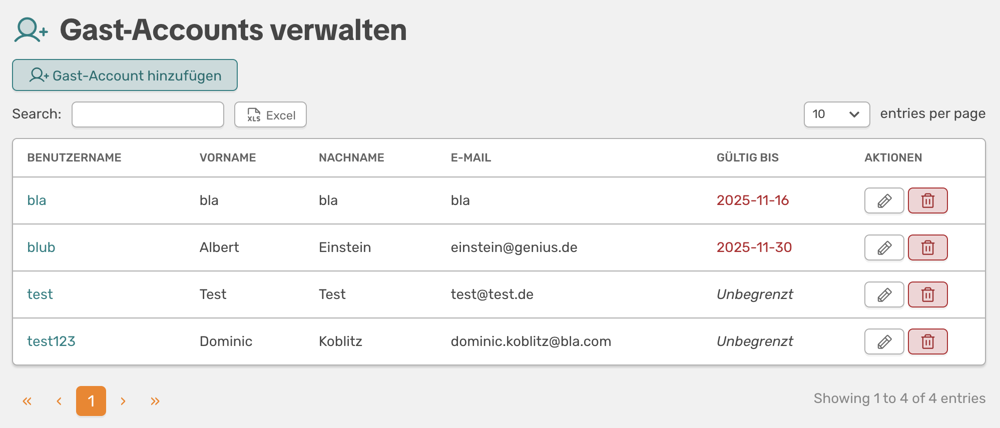 Gast-Accounts verwalten
Gast-Account hinzufügen
Search: XLS Excel 10 entries per page
BENUTZERNAME VORNAME NACHNAME E-MAIL GÜLTIG BIS AKTIONEN
bla bla bla bla 2025-11-16
blub Albert Einstein einstein@genius.de 2025-11-30
test Test Test test@test.de Unbegrenzt
test123 Dominic Koblitz dominic.koblitz@bla.com Unbegrenzt
« ‹ 1 › » Showing 1 to 4 of 4 entries